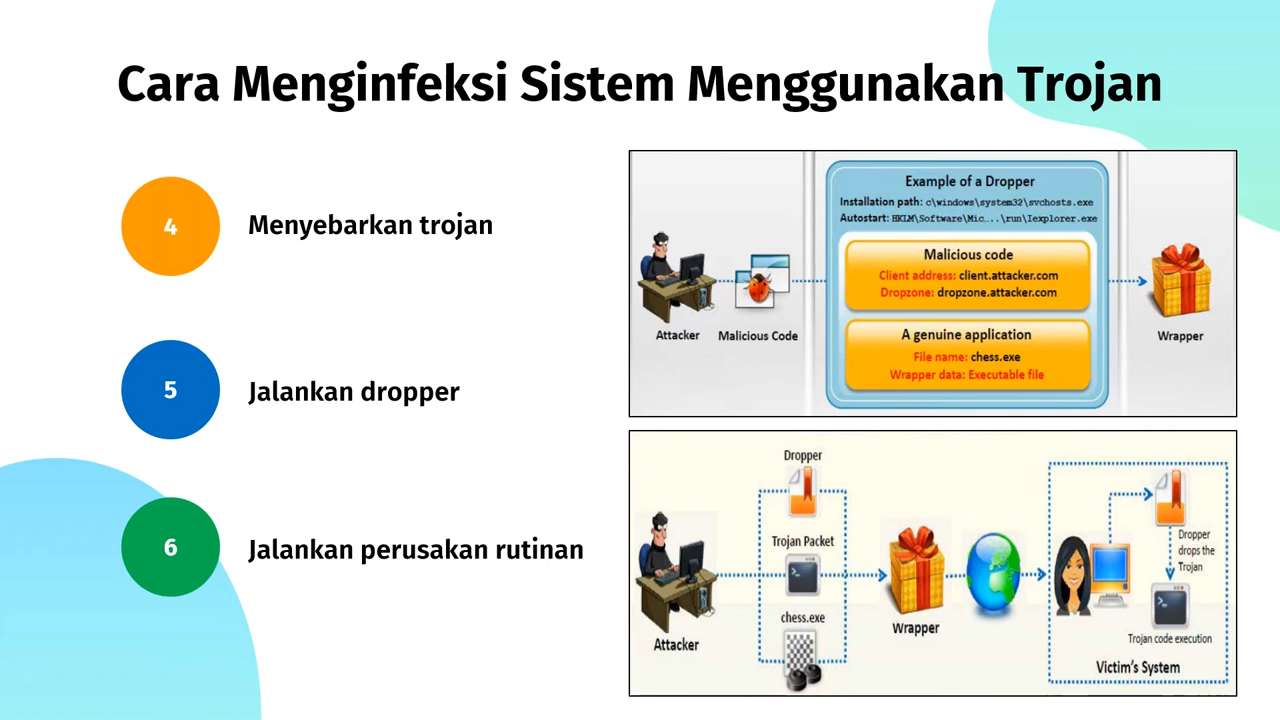 Cara Menginfeksi Sistem Menggunakan Trojan
4
Menyebarkan trojan
5
Jalankan dropper
6
Jalankan perusakan rutinan
Example of a Dropper
Installation path: c\windows\system32\svchosts.exe
Autostart: HKLM\Software\Mic...\run\Iexplorer.exe
Malicious code
Client address: client.attacker.com
Dropzone: dropzone.attacker.com
A genuine application
File name: chess.exe
Wrapper data: Executable file
Attacker
Malicious Code
Wrapper
Dropper
Trojan Packet
chess.exe
Attacker
Wrapper
Dropper
drops the
Trojan
Trojan code execution
Victim's System